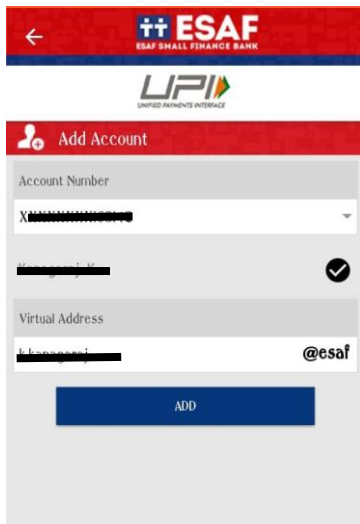 ESAF
ESAF SMALL FINANCE BANK
UPI
UNIFIED PAYMENTS INTERFACE
Add Account
Account Number
Virtual Address
@esaf
ADD